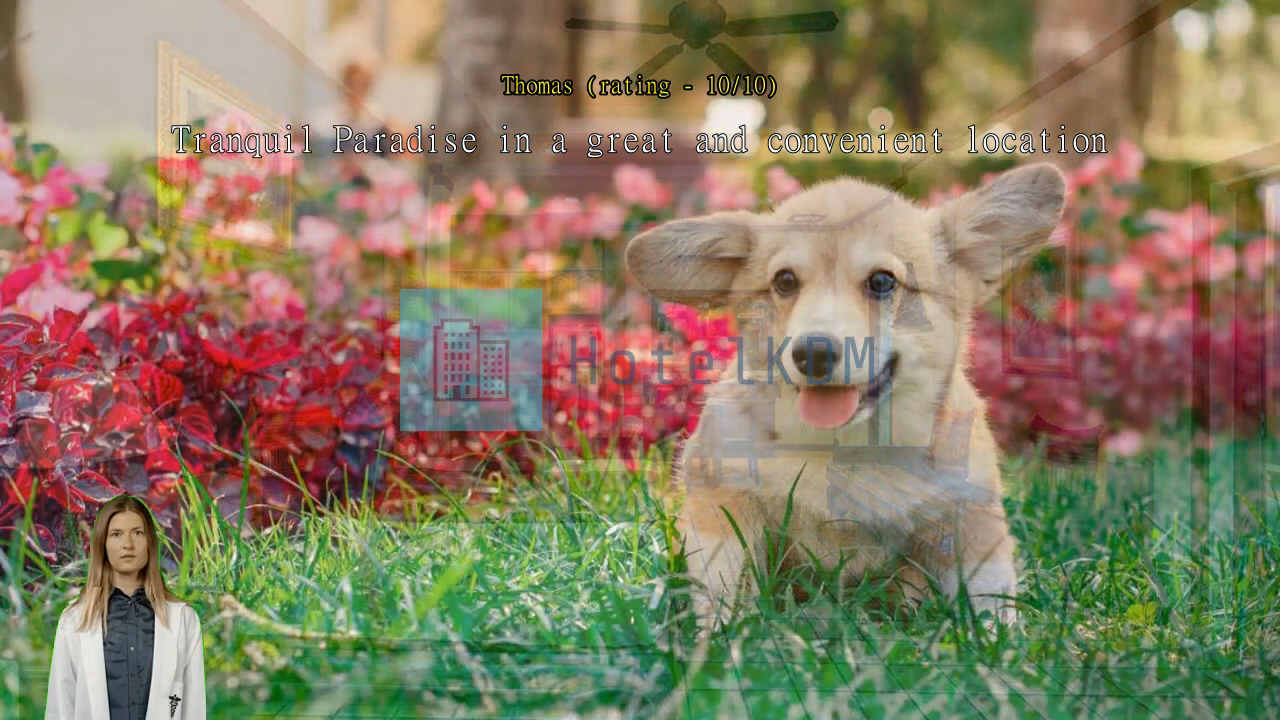 Thomas (rating - 10/10)
Tranquil Paradise in a great and convenient location
HotelKDM